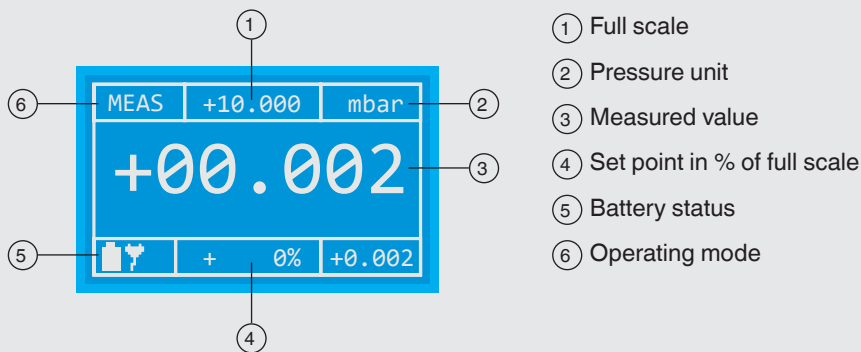 1
6 MEAS +10.000 mbar 2
+00.002 3
5 + 0% +0.002
4
1 Full scale
2 Pressure unit
3 Measured value
4 Set point in % of full scale
5 Battery status
6 Operating mode